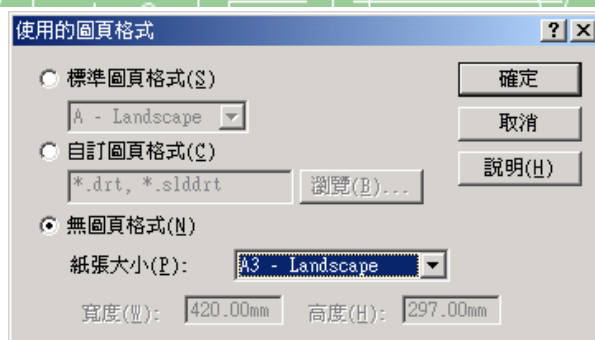 使用的圖頁格式
標準圖頁格式(S)
確定
A - Landscape
取消
自訂圖頁格式(C)
說明(H)
*.drt, *.slddrt
瀏覽(B)...
無圖頁格式(N)
紙張大小(P): A3 - Landscape
寬度(W): 420.00mm 高度(H): 297.00mm